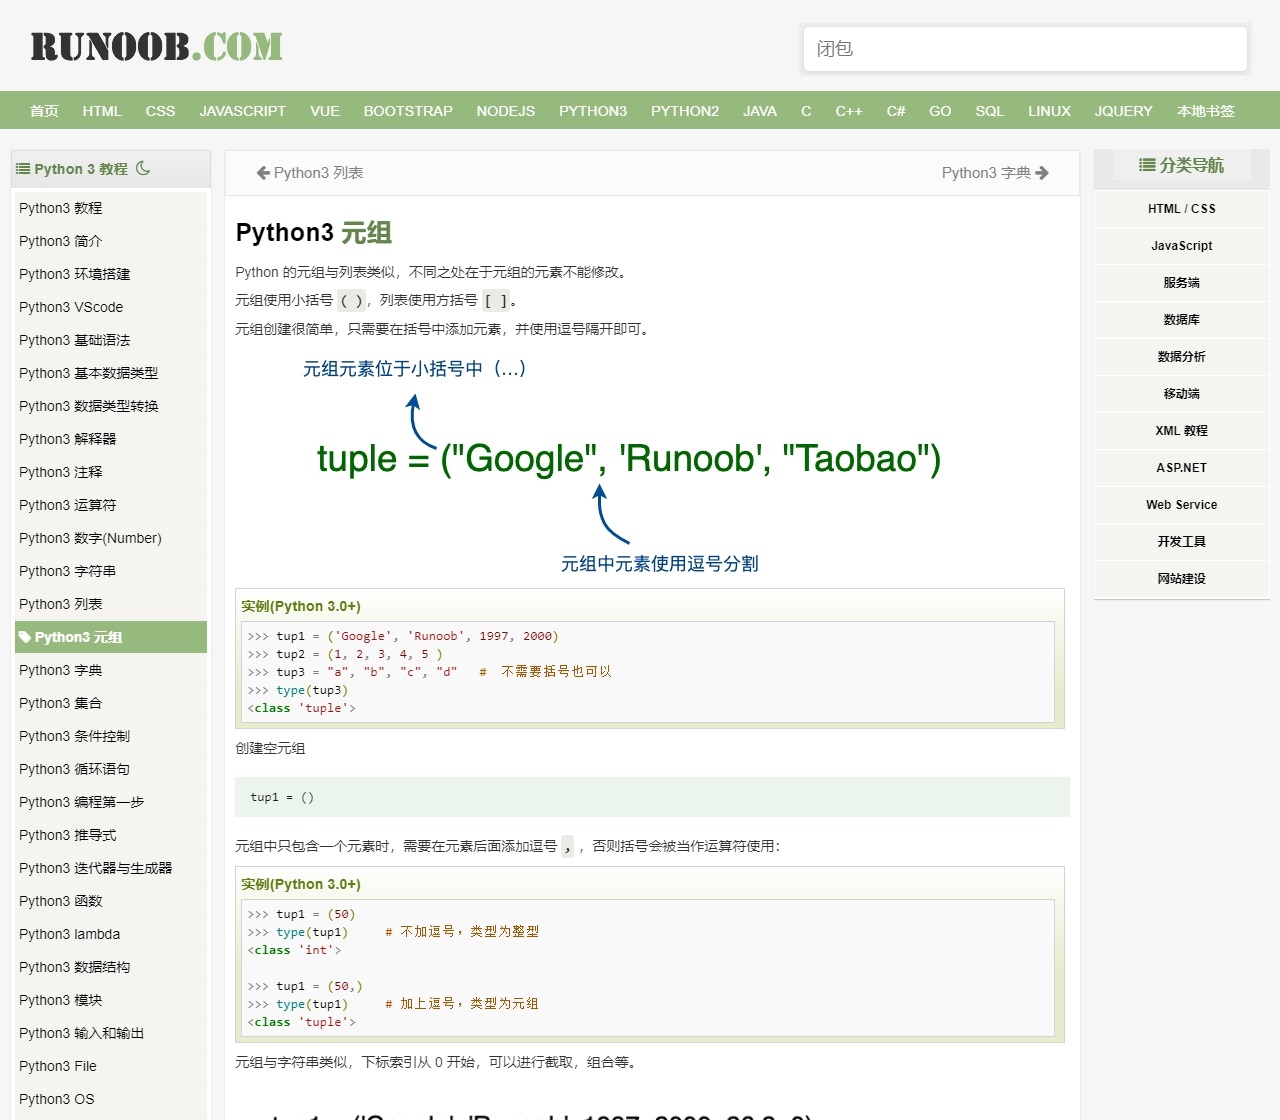 RUNOOB.COM
闭包
首页 HTML CSS JAVASCRIPT VUE BOOTSTRAP NODEJS PYTHON3 PYTHON2 JAVA C C++ C# GO SQL LINUX JQUERY 本地书签
Python 3 教程
Python3 教程
Python3 简介
Python3 环境搭建
Python3 VScode
Python3 基础语法
Python3 基本数据类型
Python3 数据类型转换
Python3 解释器
Python3 注释
Python3 运算符
Python3 数字(Number)
Python3 字符串
Python3 列表
Python3 元组
Python3 字典
Python3 集合
Python3 条件控制
Python3 循环语句
Python3 编程第一步
Python3 推导式
Python3 迭代器与生成器
Python3 函数
Python3 lambda
Python3 数据结构
Python3 模块
Python3 输入和输出
Python3 File
Python3 OS
Python3 列表
Python3 字典
Python3 元组
Python 的元组与列表类似，不同之处在于元组的元素不能修改。
元组使用小括号 ( )，列表使用方括号 [ ]。
元组创建很简单，只需要在括号中添加元素，并使用逗号隔开即可。
元组元素位于小括号中（...）
tuple = ("Google", 'Runoob', "Taobao")
元组中元素使用逗号分割
实例(Python 3.0+)
>>> tup1 = ('Google', 'Runoob', 1997, 2000)
>>> tup2 = (1, 2, 3, 4, 5 )
>>> tup3 = "a", "b", "c", "d"   #  不需要括号也可以
>>> type(tup3)
<class 'tuple'>
创建空元组
tup1 = ()
元组中只包含一个元素时，需要在元素后面添加逗号 , ，否则括号会被当作运算符使用：
实例(Python 3.0+)
>>> tup1 = (50)
>>> type(tup1)     # 不加逗号，类型为整型
<class 'int'>
>>> tup1 = (50,)
>>> type(tup1)     # 加上逗号，类型为元组
<class 'tuple'>
元组与字符串类似，下标索引从 0 开始，可以进行截取，组合等。
分类导航
HTML / CSS
JavaScript
服务端
数据库
数据分析
移动端
XML 教程
ASP.NET
Web Service
开发工具
网站建设